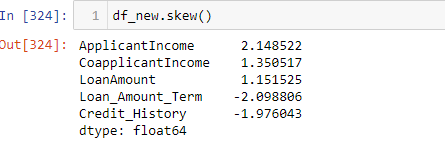 In [324]: 1 df_new.skew()
Out[324]: ApplicantIncome 2.148522
CoapplicantIncome 1.350517
LoanAmount 1.151525
Loan_Amount_Term -2.098806
Credit_History -1.976043
dtype: float64